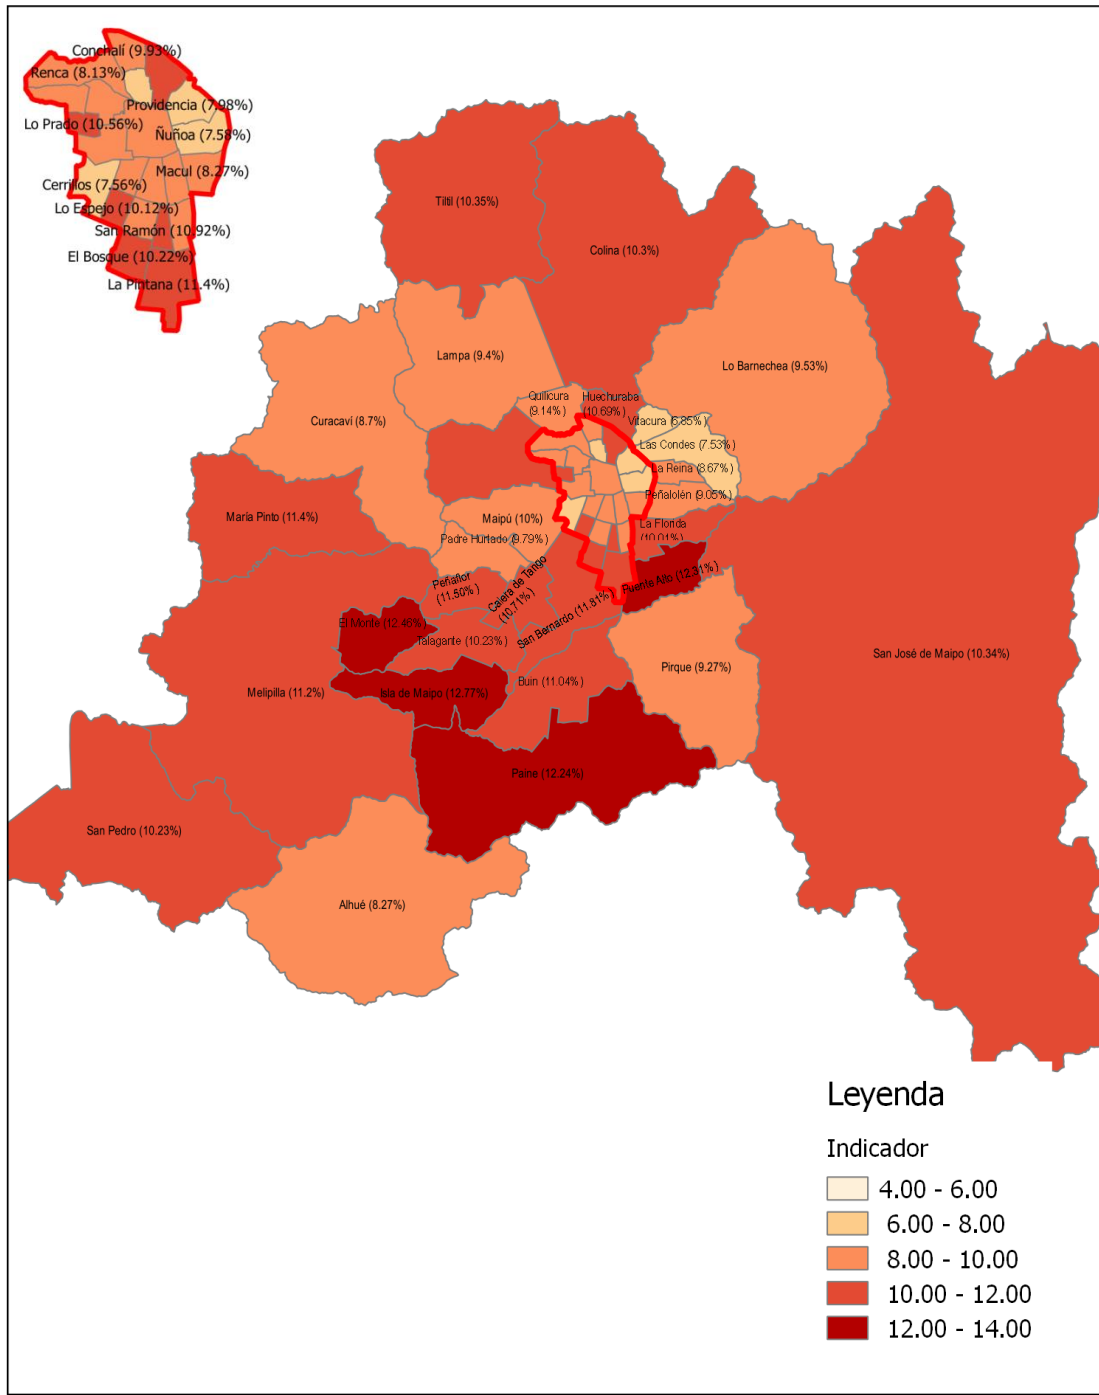 Conchalí (9.93%)
Renca (8.13%)
Providencia (7.98%)
Lo Prado (10.56%)
Ñuñoa (7.58%)
Macul (8.27%)
Cerrillos (7.56%)
Lo Espejo (10.12%)
San Ramón (10.92%)
El Bosque (10.22%)
La Pintana (11.4%)
Tiltil (10.35%)
Colina (10.3%)
Lampa (9.4%)
Lo Barnechea (9.53%)
Quilicura
(9.14%)
Huechuraba
(10.69%)
Curacaví (8.7%)
Vitacura (6.85%)
Las Condes (7.53%)
La Reina (8.67%)
Peñalolén (9.05%)
María Pinto (11.4%)
Maipú (10%)
La Florida
(10.01%)
Padre Hurtado (9.79%)
Peñaflor
(11.50%)
Calera de Tango
(10.71%)
Puente Alto (12.31%)
San Bernardo (11.81%)
El Monte (12.46%)
Talagante (10.23%)
San José de Maipo (10.34%)
Pirque (9.27%)
Melipilla (11.2%)
Isla de Maipo (12.77%)
Buin (11.04%)
Paine (12.24%)
San Pedro (10.23%)
Alhué (8.27%)
Leyenda
Indicador
4.00 - 6.00
6.00 - 8.00
8.00 - 10.00
10.00 - 12.00
12.00 - 14.00